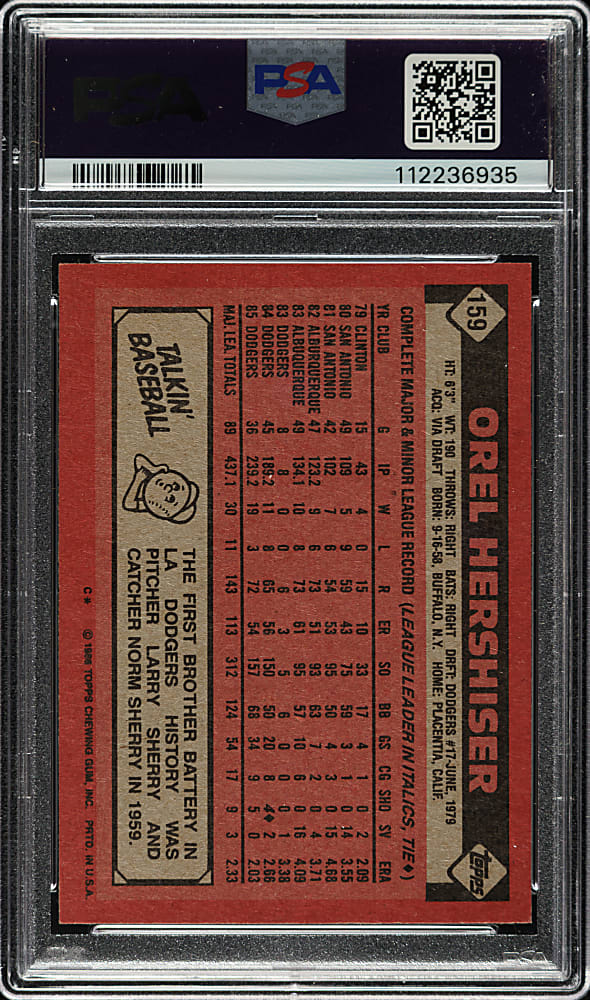 PSA
PSA
112236935
159
OREL HERSHISER
HT: 6'3" WT: 190 THROWS: RIGHT BATS: RIGHT DRFT: DODGERS #17-JUNE, 1979
ACQ: VIA DRAFT BORN: 9-16-58, BUFFALO, N.Y. HOME: PLACENTIA, CALIF.
topps
COMPLETE MAJOR & MINOR LEAGUE RECORD (LEAGUE LEADER IN ITALICS, TIE♦)
YR CLUB G IP W L R ER SO BB GS CG SHO SV ERA
79 CLINTON 15 43 4 0 15 10 33 17 4 1 0 2 2.09
80 SAN ANTONIO 49 109 5 9 59 43 75 59 3 1 0 14 3.55
81 SAN ANTONIO 42 102 7 6 54 53 95 50 4 3 0 15 4.68
82 ALBURQUERQUE 47 123.2 9 6 73 51 93 63 7 2 0 4 3.71
83 ALBUQUERQUE 49 134.1 10 8 73 61 95 57 10 6 0 16 4.09
83 DODGERS 8 8 0 0 6 3 5 6 0 0 0 1 3.38
84 DODGERS 45 189.2 11 8 65 56 150 50 20 8 4♦ 2 2.66
85 DODGERS 36 239.2 19 3 72 54 157 68 34 9 5 0 2.03
MAJ. LEA. TOTALS 89 437.1 30 11 143 113 312 124 54 17 9 3 2.33
TALKIN'
BASEBALL
THE FIRST BROTHER BATTERY IN
LA DODGERS HISTORY WAS
PITCHER LARRY SHERRY AND
CATCHER NORM SHERRY IN 1959.
C* © 1986 TOPPS CHEWING GUM, INC. PRTD. IN U.S.A.